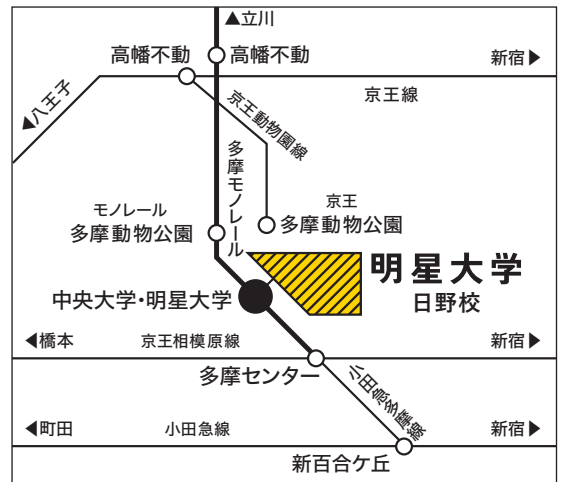 ▲立川
高幡不動
高幡不動
新宿▶
◀八王子
京王線
京王動物園線
多摩モノレール
モノレール
多摩動物公園
京王
多摩動物公園
明星大学
日野校
中央大学・明星大学
◀橋本
京王相模原線
新宿▶
多摩センター
小田急多摩線
◀町田
小田急線
新宿▶
新百合ケ丘